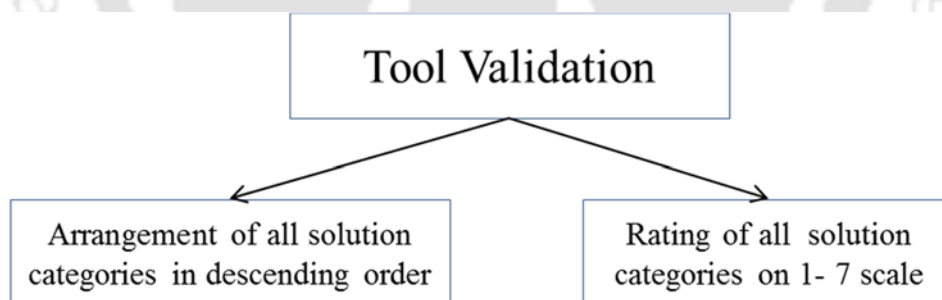 Tool Validation
Arrangement of all solution
categories in descending order
Rating of all solution
categories on 1- 7 scale